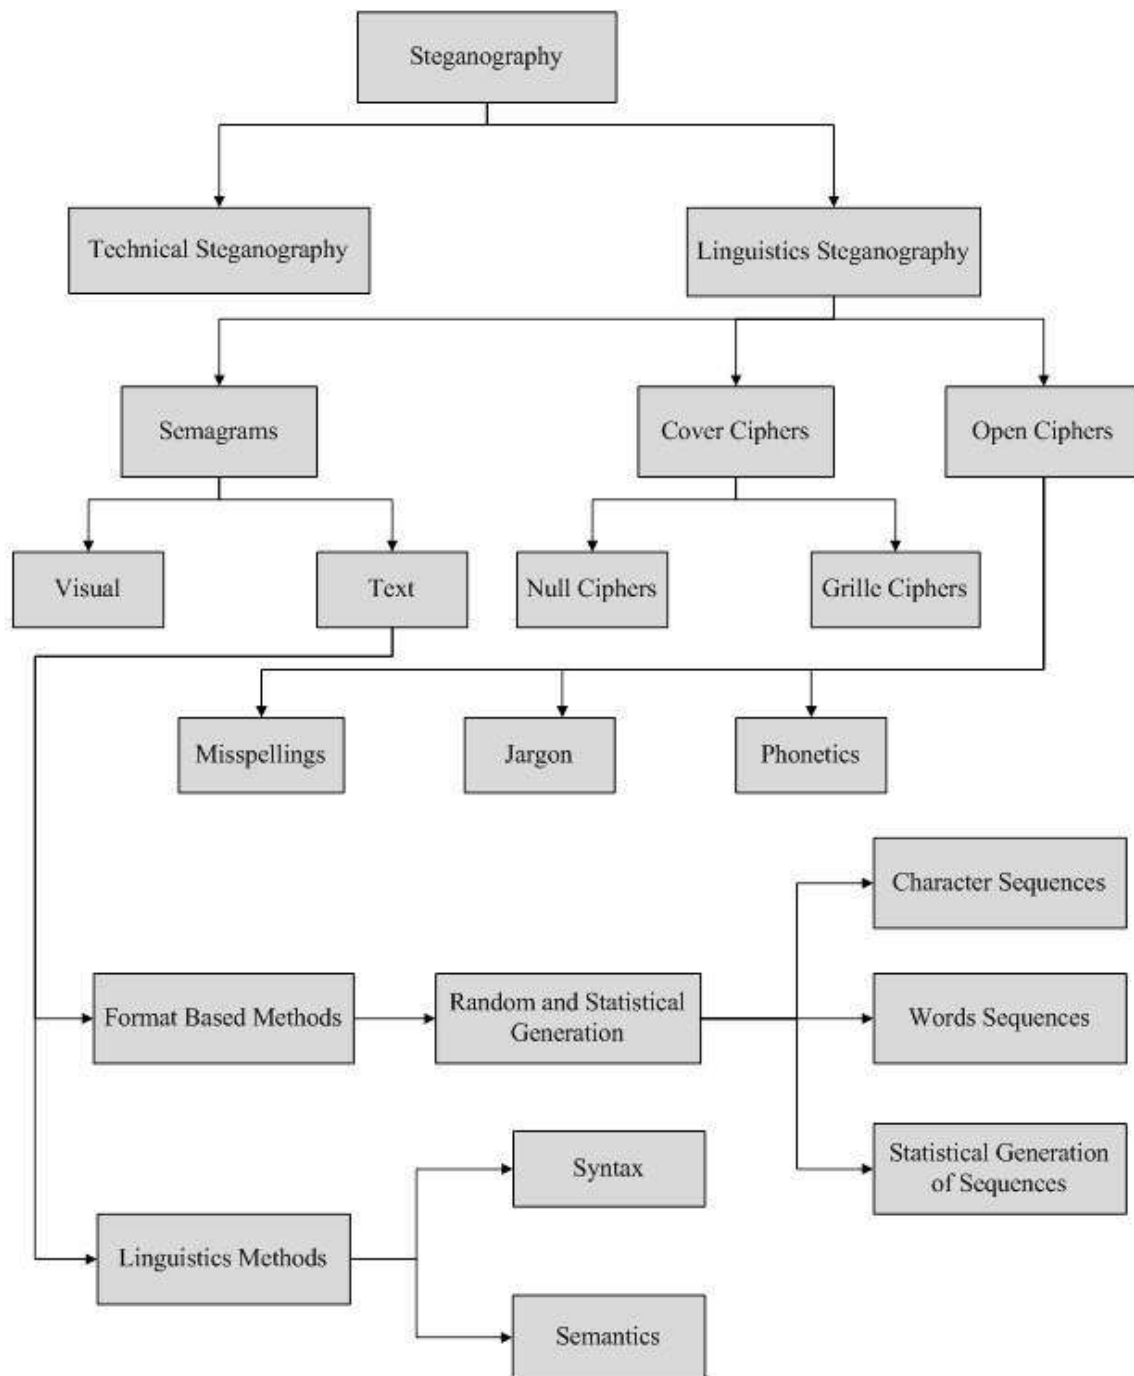 Steganography
Technical Steganography
Linguistics Steganography
Semagrams
Cover Ciphers
Open Ciphers
Visual
Text
Null Ciphers
Grille Ciphers
Misspellings
Jargon
Phonetics
Character Sequences
Format Based Methods
Random and Statistical
Generation
Words Sequences
Statistical Generation
of Sequences
Syntax
Linguistics Methods
Semantics